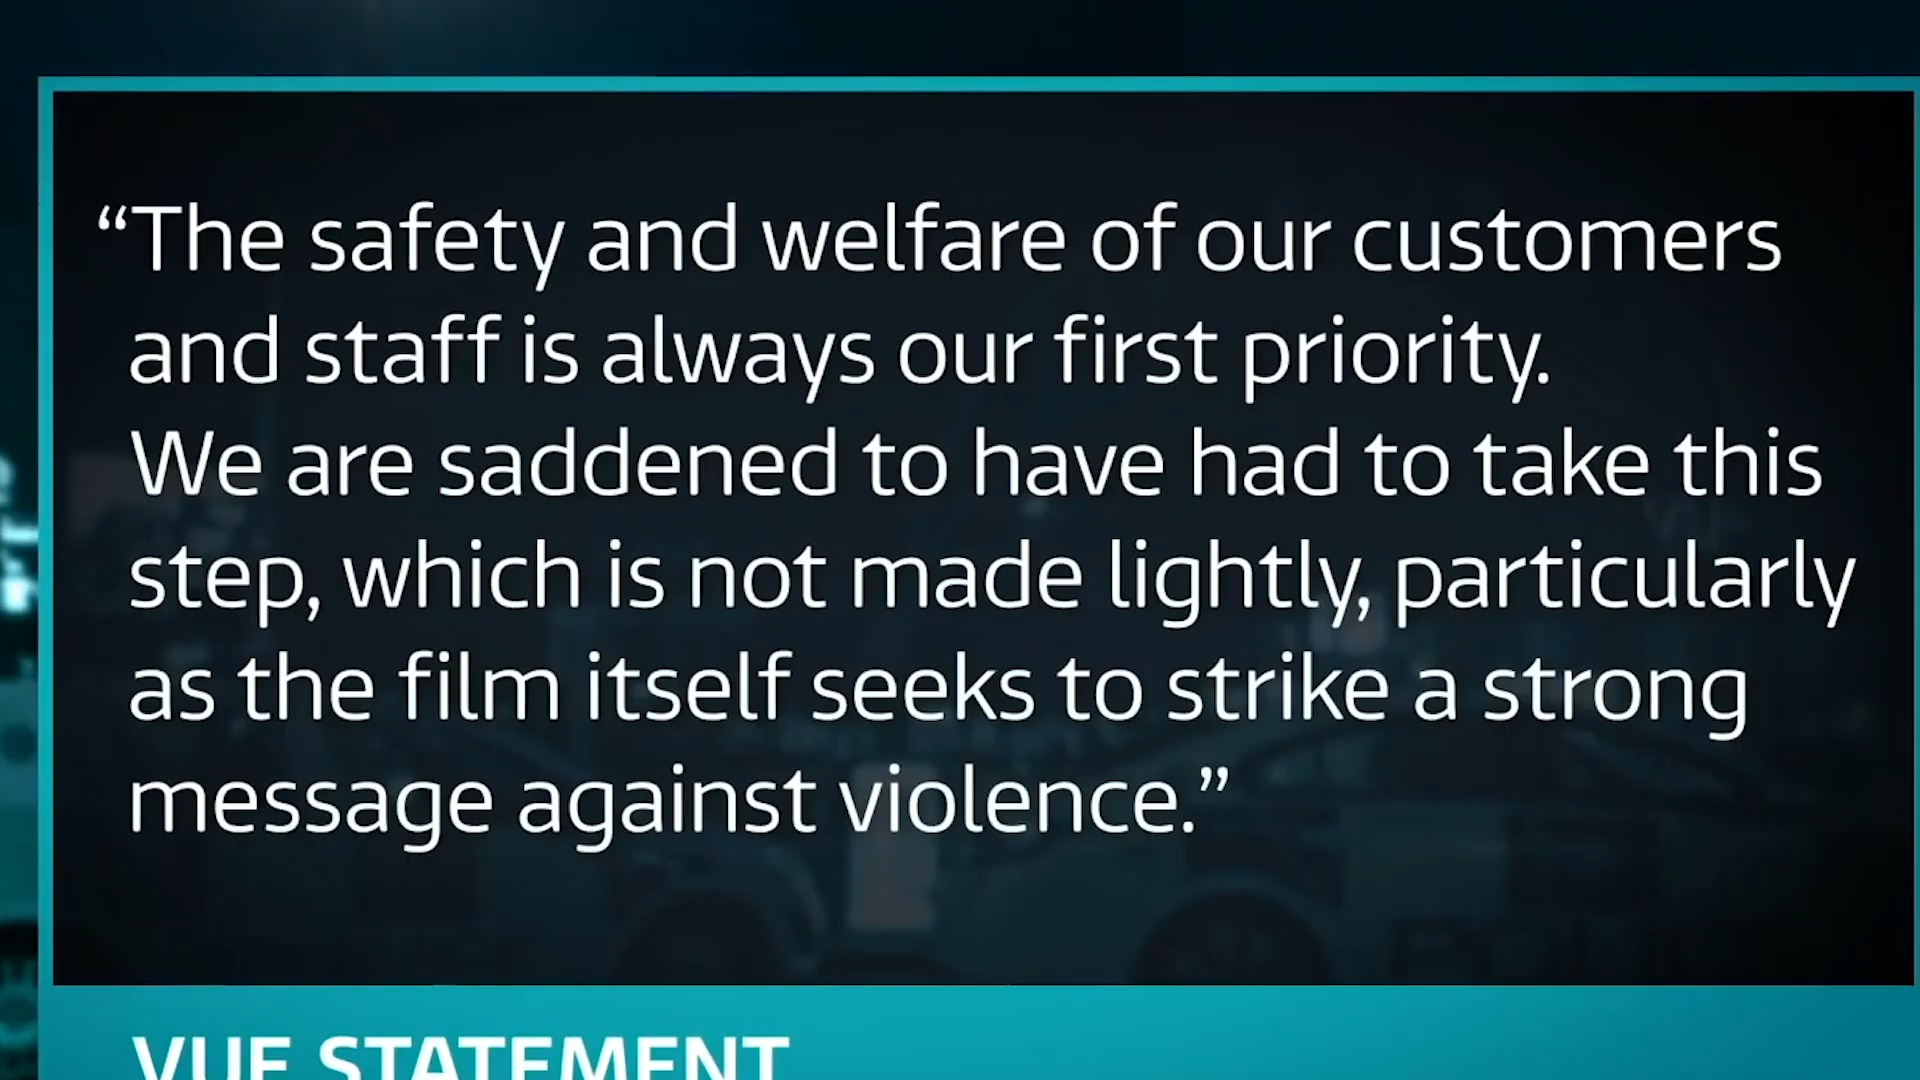 “The safety and welfare of our customers
and staff is always our first priority.
We are saddened to have had to take this
step, which is not made lightly, particularly
as the film itself seeks to strike a strong
message against violence.”
VUE STATEMENT